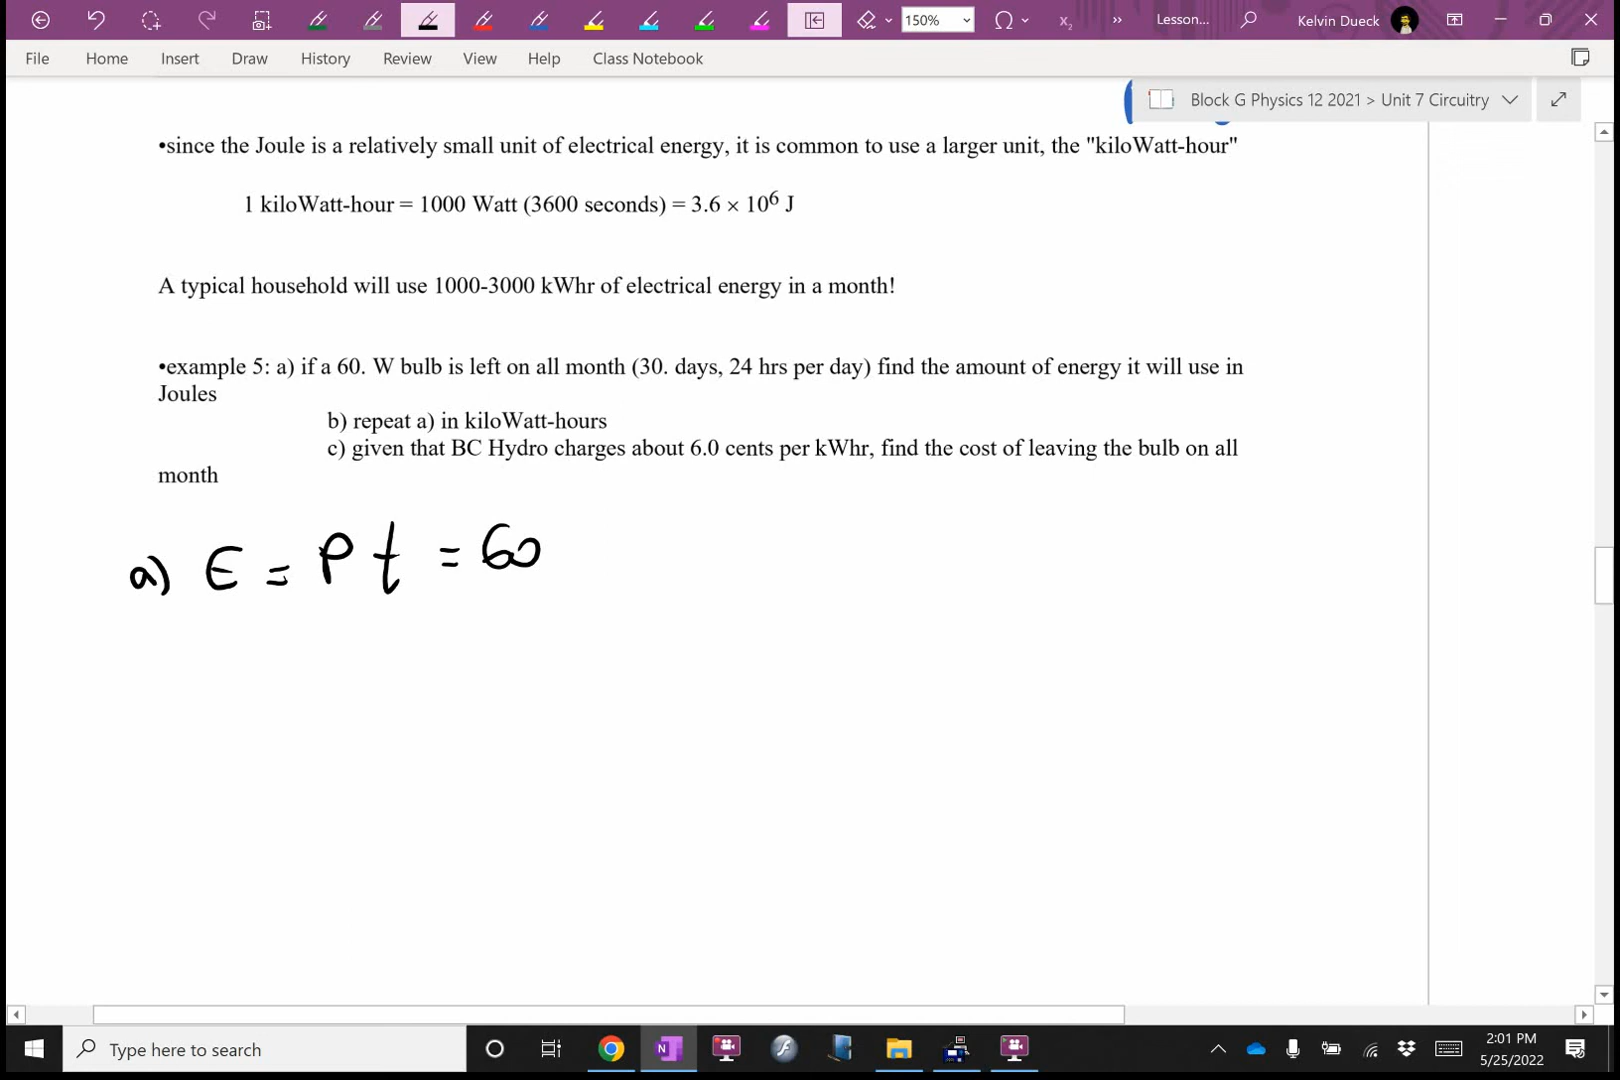 150%
Ω
x₂
»
Lesson...
Kelvin Dueck
File Home Insert Draw History Review View Help Class Notebook
Block G Physics 12 2021 > Unit 7 Circuitry
•since the Joule is a relatively small unit of electrical energy, it is common to use a larger unit, the "kiloWatt-hour"
1 kiloWatt-hour = 1000 Watt (3600 seconds) = 3.6 × 10⁶ J
A typical household will use 1000-3000 kWhr of electrical energy in a month!
•example 5: a) if a 60. W bulb is left on all month (30. days, 24 hrs per day) find the amount of energy it will use in
Joules
b) repeat a) in kiloWatt-hours
c) given that BC Hydro charges about 6.0 cents per kWhr, find the cost of leaving the bulb on all
month
a) E = P t = 60
Type here to search
2:01 PM
5/25/2022